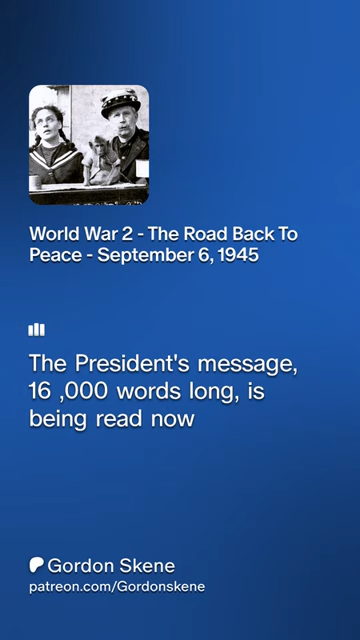 World War 2 - The Road Back To
Peace - September 6, 1945
The President's message,
16 ,000 words long, is
being read now
Gordon Skene
patreon.com/Gordonskene